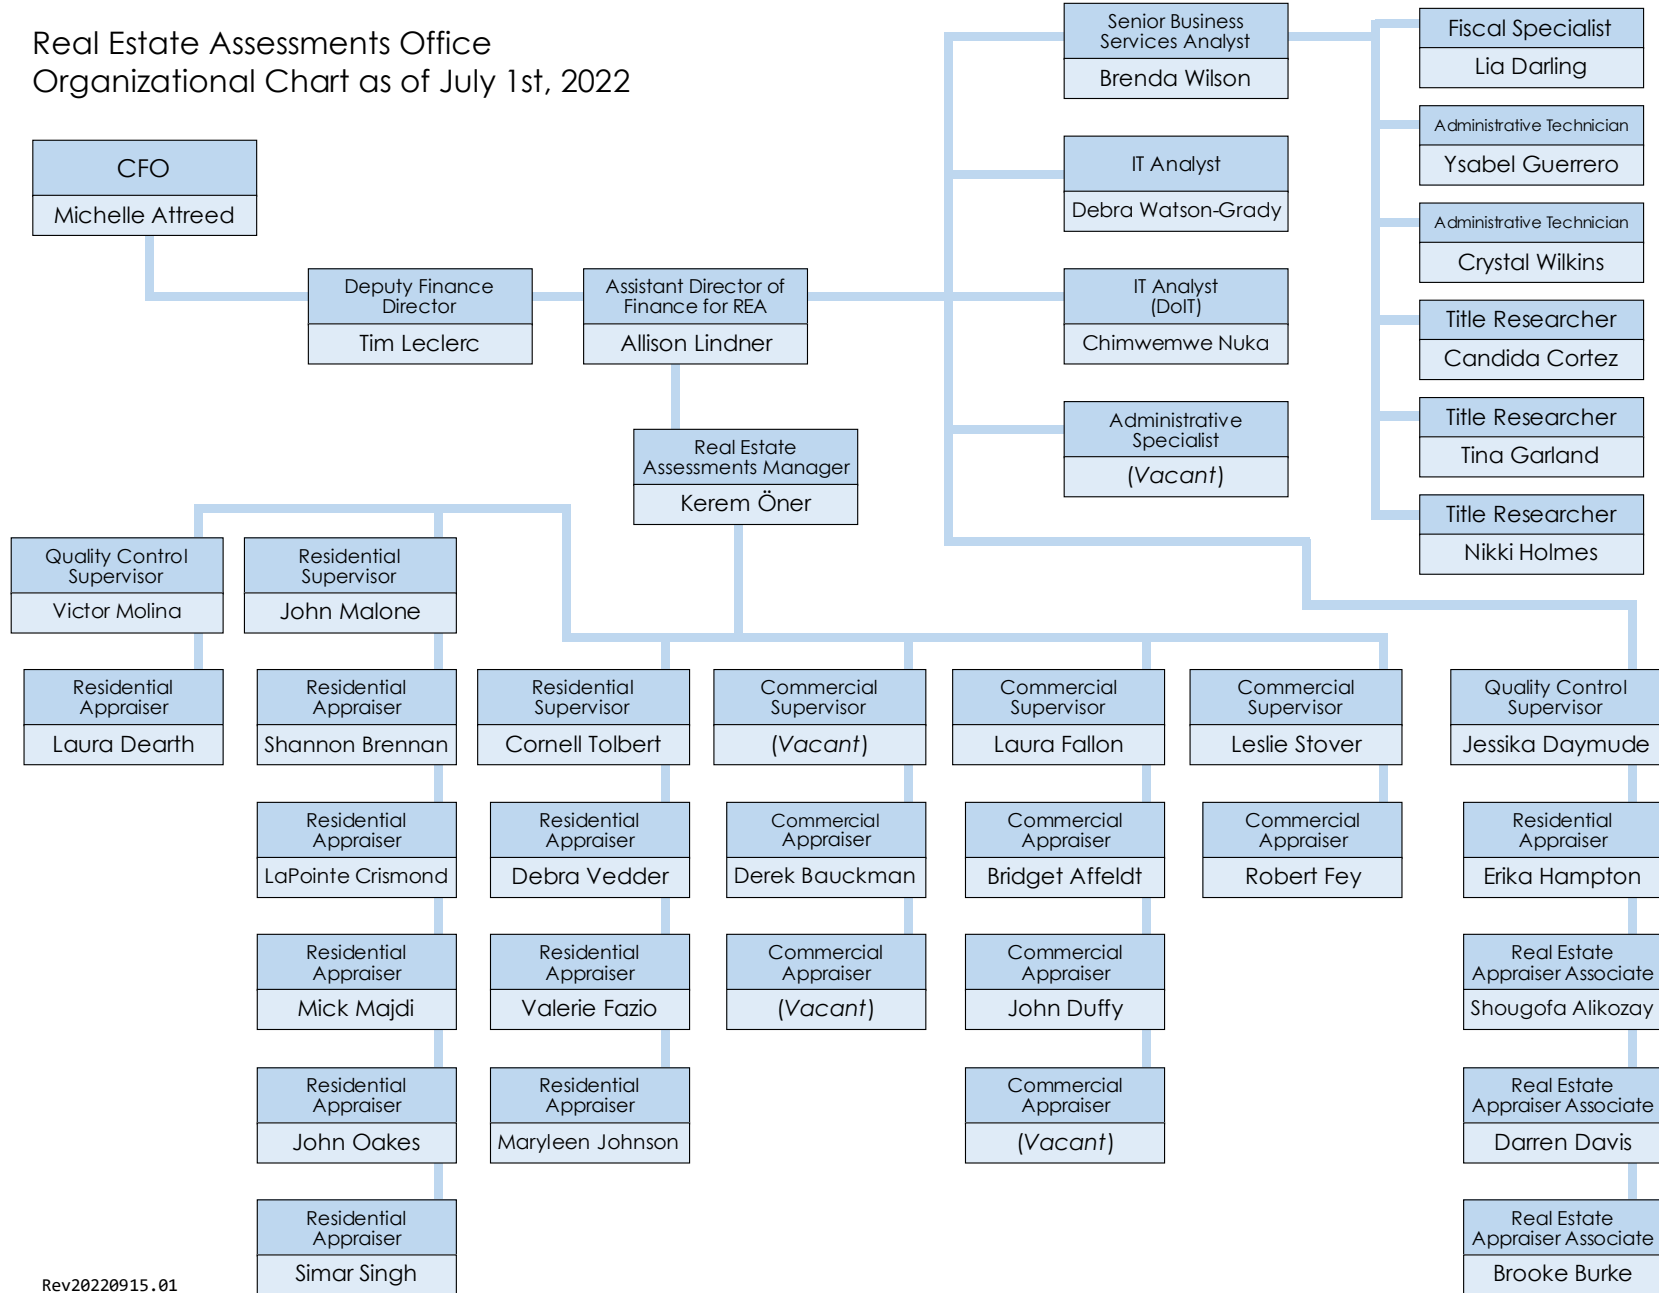 Real Estate Assessments Office
Organizational Chart as of July 1st, 2022
CFO
Michelle Attreed
Deputy Finance
Director
Tim Leclerc
Assistant Director of
Finance for REA
Allison Lindner
Senior Business
Services Analyst
Brenda Wilson
IT Analyst
Debra Watson-Grady
IT Analyst
(DoIT)
Chimwemwe Nuka
Administrative
Specialist
(Vacant)
Fiscal Specialist
Lia Darling
Administrative Technician
Ysabel Guerrero
Administrative Technician
Crystal Wilkins
Title Researcher
Candida Cortez
Title Researcher
Tina Garland
Title Researcher
Nikki Holmes
Real Estate
Assessments Manager
Kerem Öner
Quality Control
Supervisor
Victor Molina
Residential
Appraiser
Laura Dearth
Residential
Supervisor
John Malone
Residential
Appraiser
Shannon Brennan
Residential
Appraiser
LaPointe Crismond
Residential
Appraiser
Mick Majdi
Residential
Appraiser
John Oakes
Residential
Appraiser
Simar Singh
Residential
Supervisor
Cornell Tolbert
Residential
Appraiser
Debra Vedder
Residential
Appraiser
Valerie Fazio
Residential
Appraiser
Maryleen Johnson
Commercial
Supervisor
(Vacant)
Commercial
Appraiser
Derek Bauckman
Commercial
Appraiser
(Vacant)
Commercial
Supervisor
Laura Fallon
Commercial
Appraiser
Bridget Affeldt
Commercial
Appraiser
John Duffy
Commercial
Appraiser
(Vacant)
Commercial
Supervisor
Leslie Stover
Commercial
Appraiser
Robert Fey
Quality Control
Supervisor
Jessika Daymude
Residential
Appraiser
Erika Hampton
Real Estate
Appraiser Associate
Shougofa Alikozay
Real Estate
Appraiser Associate
Darren Davis
Real Estate
Appraiser Associate
Brooke Burke
Rev20220915.01